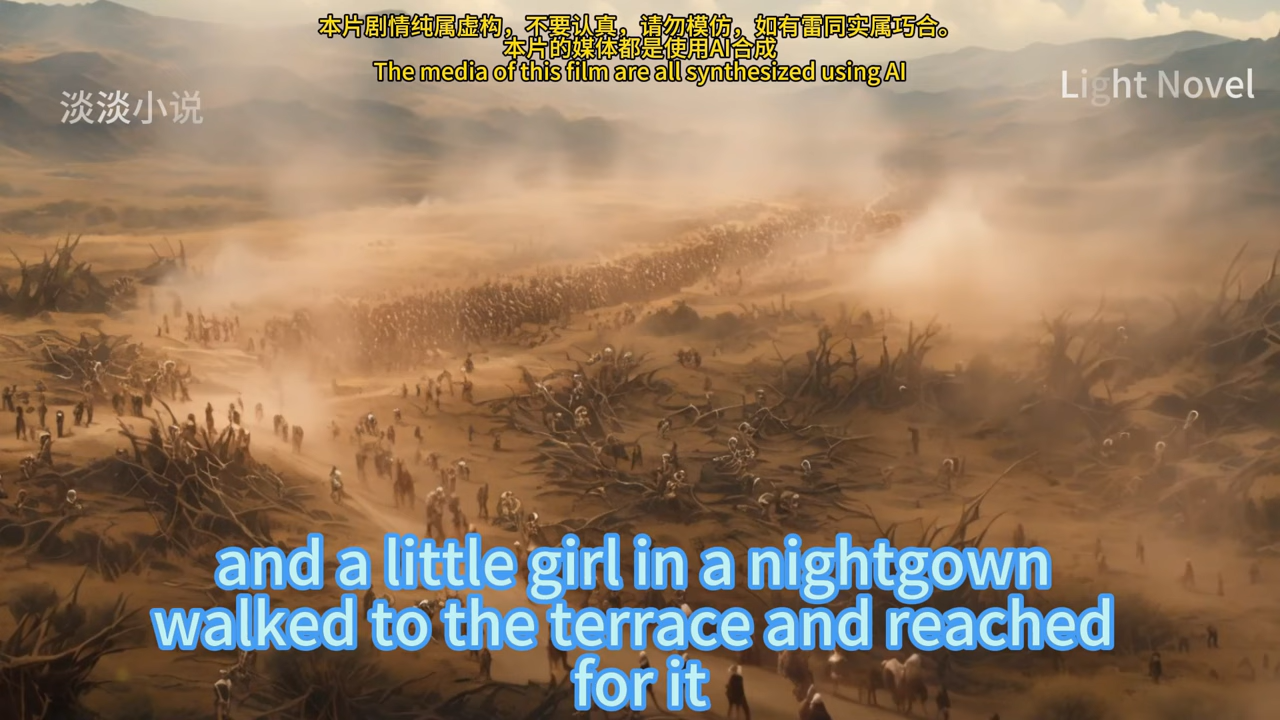 本片剧情纯属虚构，不要认真，请勿模仿，如有雷同实属巧合。
本片的媒体都是使用AI合成
The media of this film are all synthesized using AI
淡淡小说
Light Novel
and a little girl in a nightgown
walked to the terrace and reached
for it